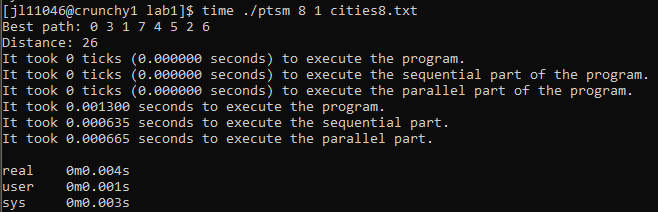 [jl11046@crunchy1 lab1]$ time ./ptsm 8 1 cities8.txt
Best path: 0 3 1 7 4 5 2 6
Distance: 26
It took 0 ticks (0.000000 seconds) to execute the program.
It took 0 ticks (0.000000 seconds) to execute the sequential part of the program.
It took 0 ticks (0.000000 seconds) to execute the parallel part of the program.
It took 0.001300 seconds to execute the program.
It took 0.000635 seconds to execute the sequential part.
It took 0.000665 seconds to execute the parallel part.
real    0m0.004s
user    0m0.001s
sys     0m0.003s